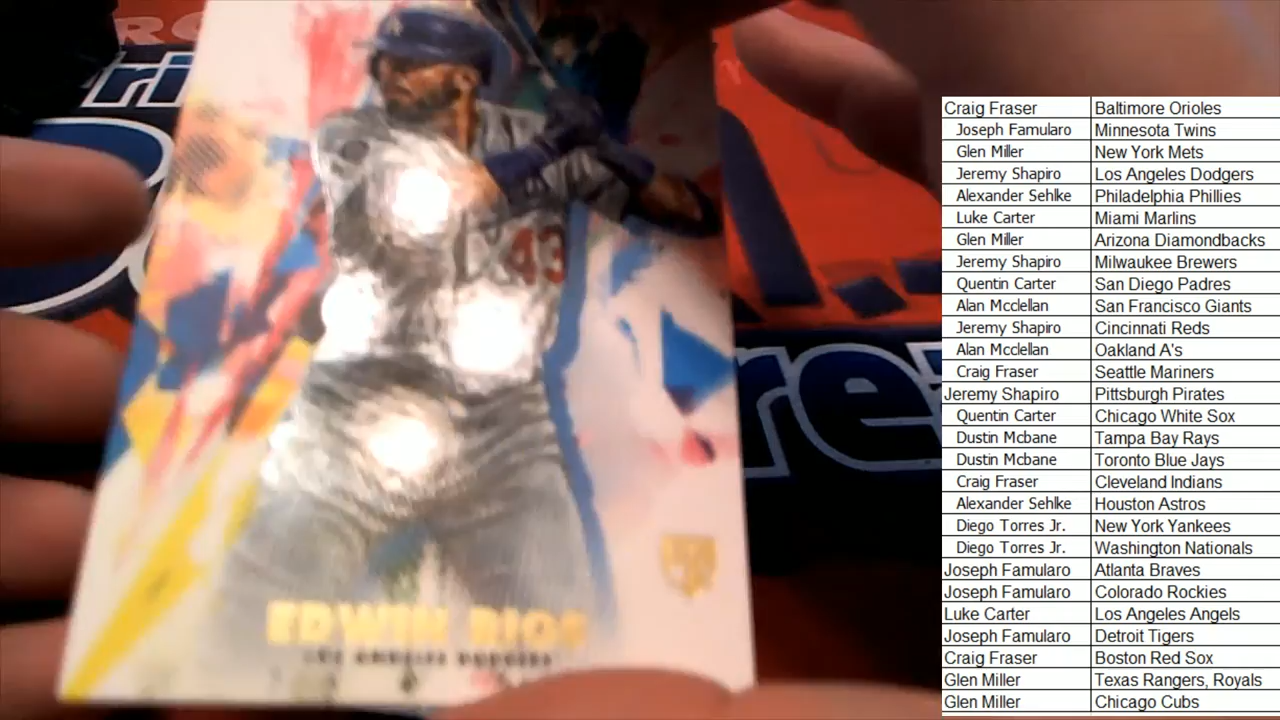 ri
re
43
EDWIN RIOS
LOS ANGELES DODGERS
Craig Fraser Baltimore Orioles
Joseph Famularo Minnesota Twins
Glen Miller New York Mets
Jeremy Shapiro Los Angeles Dodgers
Alexander Sehlke Philadelphia Phillies
Luke Carter Miami Marlins
Glen Miller Arizona Diamondbacks
Jeremy Shapiro Milwaukee Brewers
Quentin Carter San Diego Padres
Alan Mcclellan San Francisco Giants
Jeremy Shapiro Cincinnati Reds
Alan Mcclellan Oakland A's
Craig Fraser Seattle Mariners
Jeremy Shapiro Pittsburgh Pirates
Quentin Carter Chicago White Sox
Dustin Mcbane Tampa Bay Rays
Dustin Mcbane Toronto Blue Jays
Craig Fraser Cleveland Indians
Alexander Sehlke Houston Astros
Diego Torres Jr. New York Yankees
Diego Torres Jr. Washington Nationals
Joseph Famularo Atlanta Braves
Joseph Famularo Colorado Rockies
Luke Carter Los Angeles Angels
Joseph Famularo Detroit Tigers
Craig Fraser Boston Red Sox
Glen Miller Texas Rangers, Royals
Glen Miller Chicago Cubs